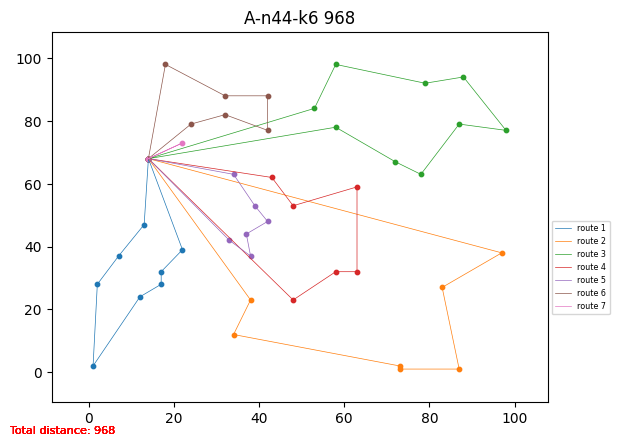 A-n44-k6 968
100
80
60
40
20
0
0 20 40 60 80 100
route 1
route 2
route 3
route 4
route 5
route 6
route 7
Total distance: 968